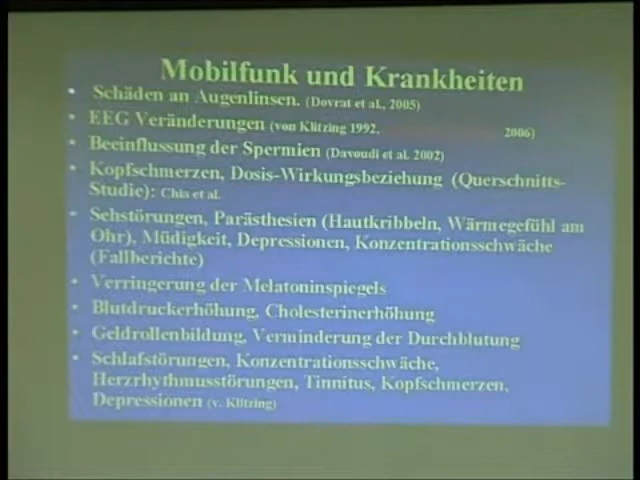 Mobilfunk und Krankheiten
• Schäden an Augenlinsen. (Dovrat et al., 2005)
• EEG Veränderungen (von Klitzing 1992, 2006)
• Beeinflussung der Spermien (Davoudi et al. 2002)
• Kopfschmerzen, Dosis-Wirkungsbeziehung (Querschnitts-
Studie): Chia et al.
• Sehstörungen, Parästhesien (Hautkribbeln, Wärmegefühl am
Ohr), Müdigkeit, Depressionen, Konzentrationsschwäche
(Fallberichte)
• Verringerung der Melatoninspiegels
• Blutdruckerhöhung, Cholesterinerhöhung
• Geldrollenbildung, Verminderung der Durchblutung
• Schlafstörungen, Konzentrationsschwäche,
Herzrhythmusstörungen, Tinnitus, Kopfschmerzen,
Depressionen (v. Klitzing)